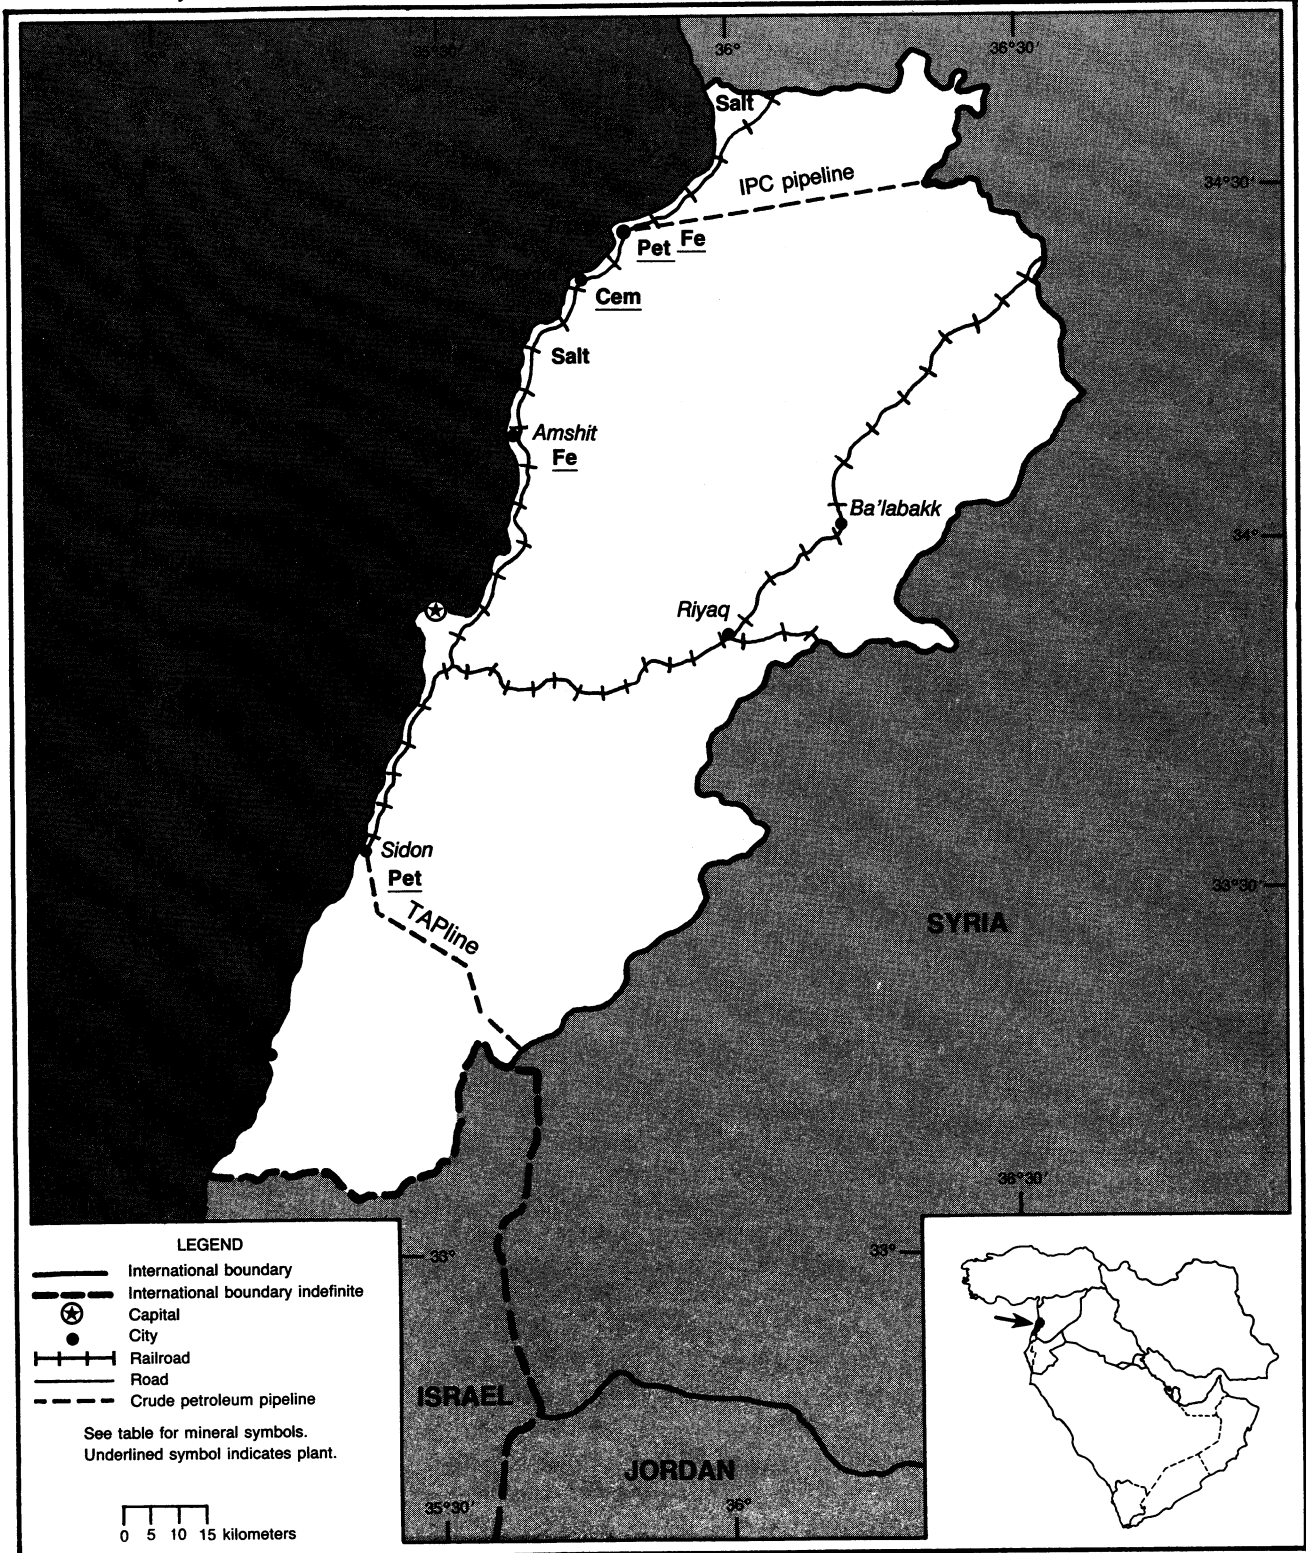 35°30′
36°
36°30′
Salt
IPC pipeline
34°30′
Pet Fe
Cem
Salt
Amshit
Fe
Ba'labakk
34°
Riyaq
Sidon
Pet
33°30′
TAPline
SYRIA
36°30′
33°
33°
ISRAEL
JORDAN
35°30′
36°
LEGEND
International boundary
International boundary indefinite
Capital
City
Railroad
Road
Crude petroleum pipeline
See table for mineral symbols.
Underlined symbol indicates plant.
0 5 10 15 kilometers